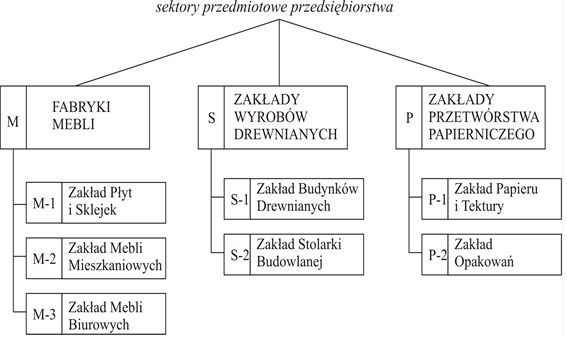 sektory przedmiotowe przedsiębiorstwa
M
FABRYKI
MEBLI
S
ZAKŁADY
WYROBÓW
DREWNIANYCH
P
ZAKŁADY
PRZETWÓRSTWA
PAPIERNICZEGO
M-1
Zakład Płyt
i Sklejek
M-2
Zakład Mebli
Mieszkaniowych
M-3
Zakład Mebli
Biurowych
S-1
Zakład Budynków
Drewnianych
S-2
Zakład Stolarki
Budowlanej
P-1
Zakład Papieru
i Tektury
P-2
Zakład
Opakowań